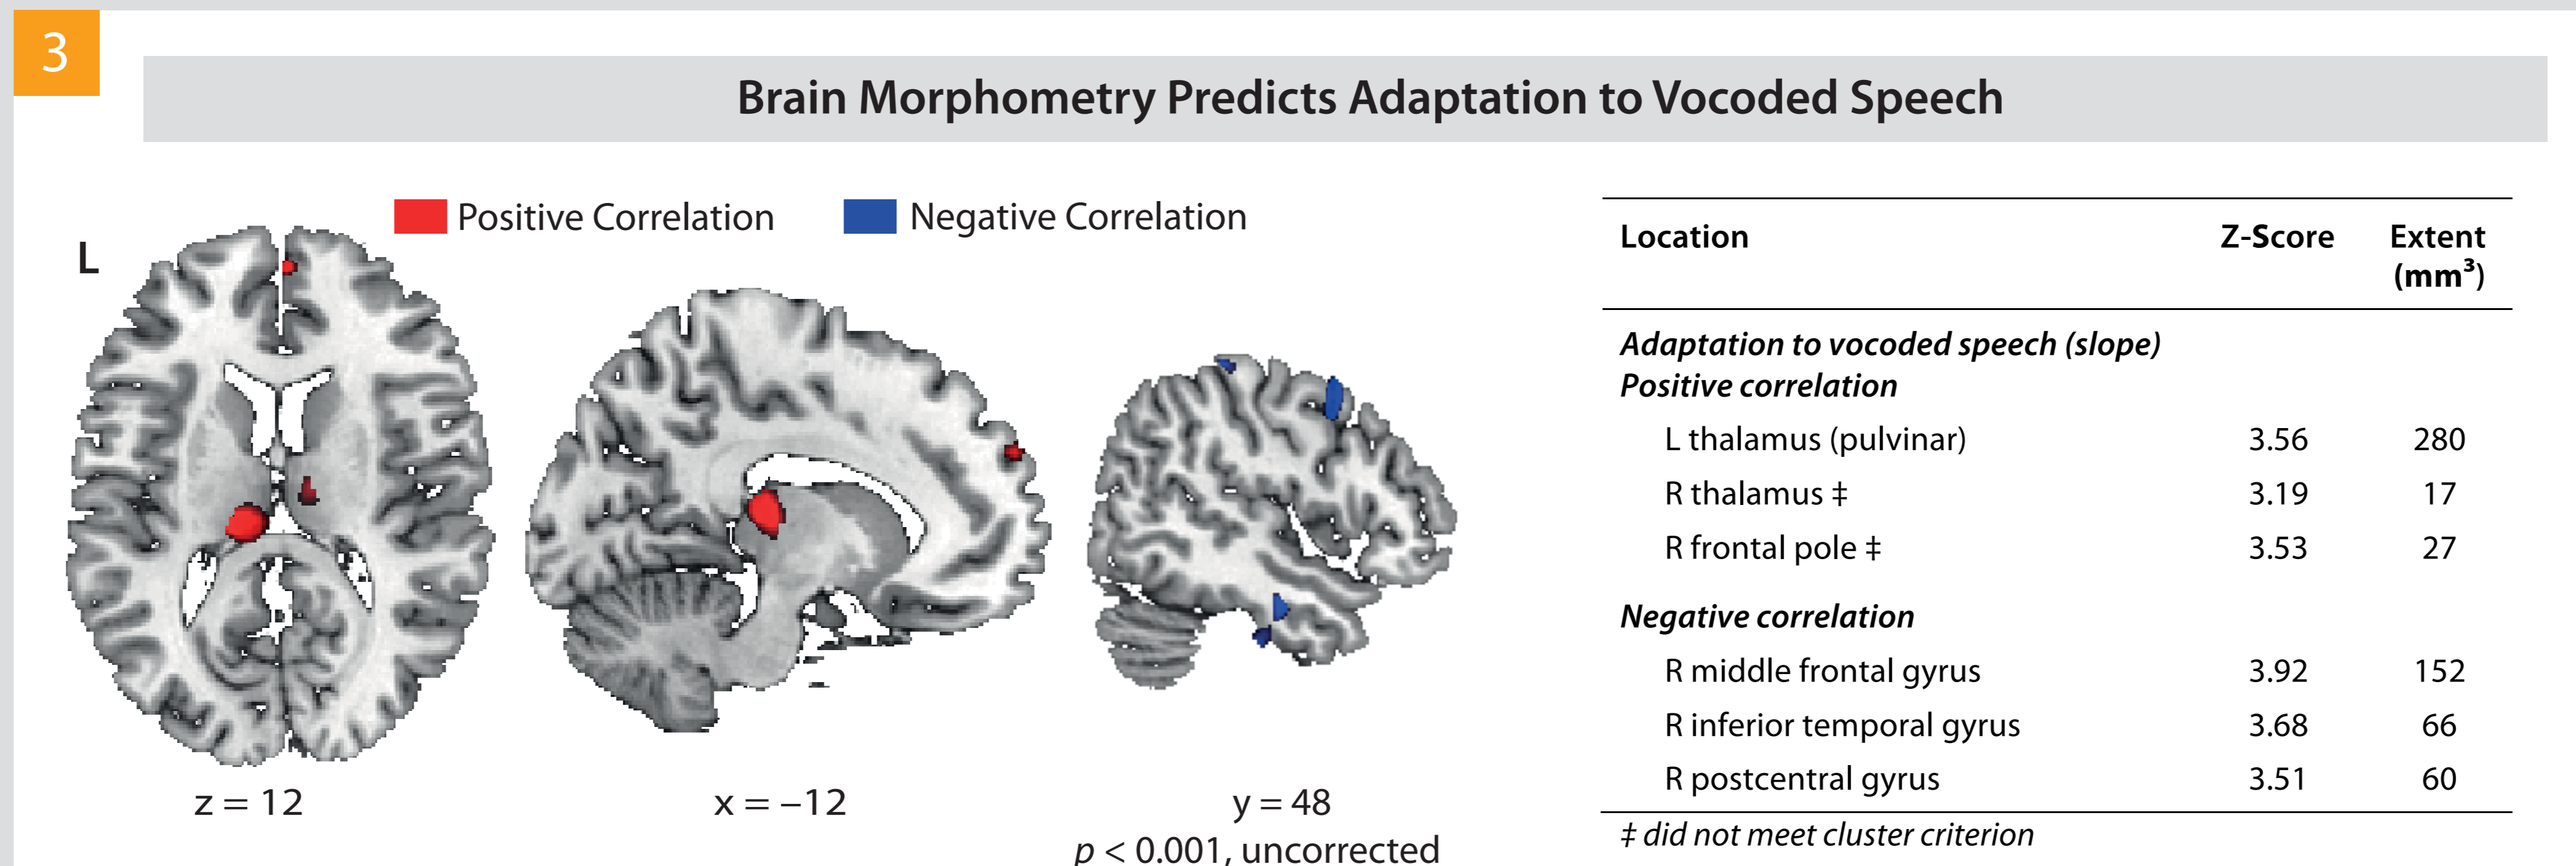 3
Brain Morphometry Predicts Adaptation to Vocoded Speech
Positive Correlation
Negative Correlation
L
z = 12
x = –12
y = 48
p < 0.001, uncorrected
Location Z-Score Extent
(mm³)
Adaptation to vocoded speech (slope)
Positive correlation
L thalamus (pulvinar) 3.56 280
R thalamus ‡ 3.19 17
R frontal pole ‡ 3.53 27
Negative correlation
R middle frontal gyrus 3.92 152
R inferior temporal gyrus 3.68 66
R postcentral gyrus 3.51 60
‡ did not meet cluster criterion